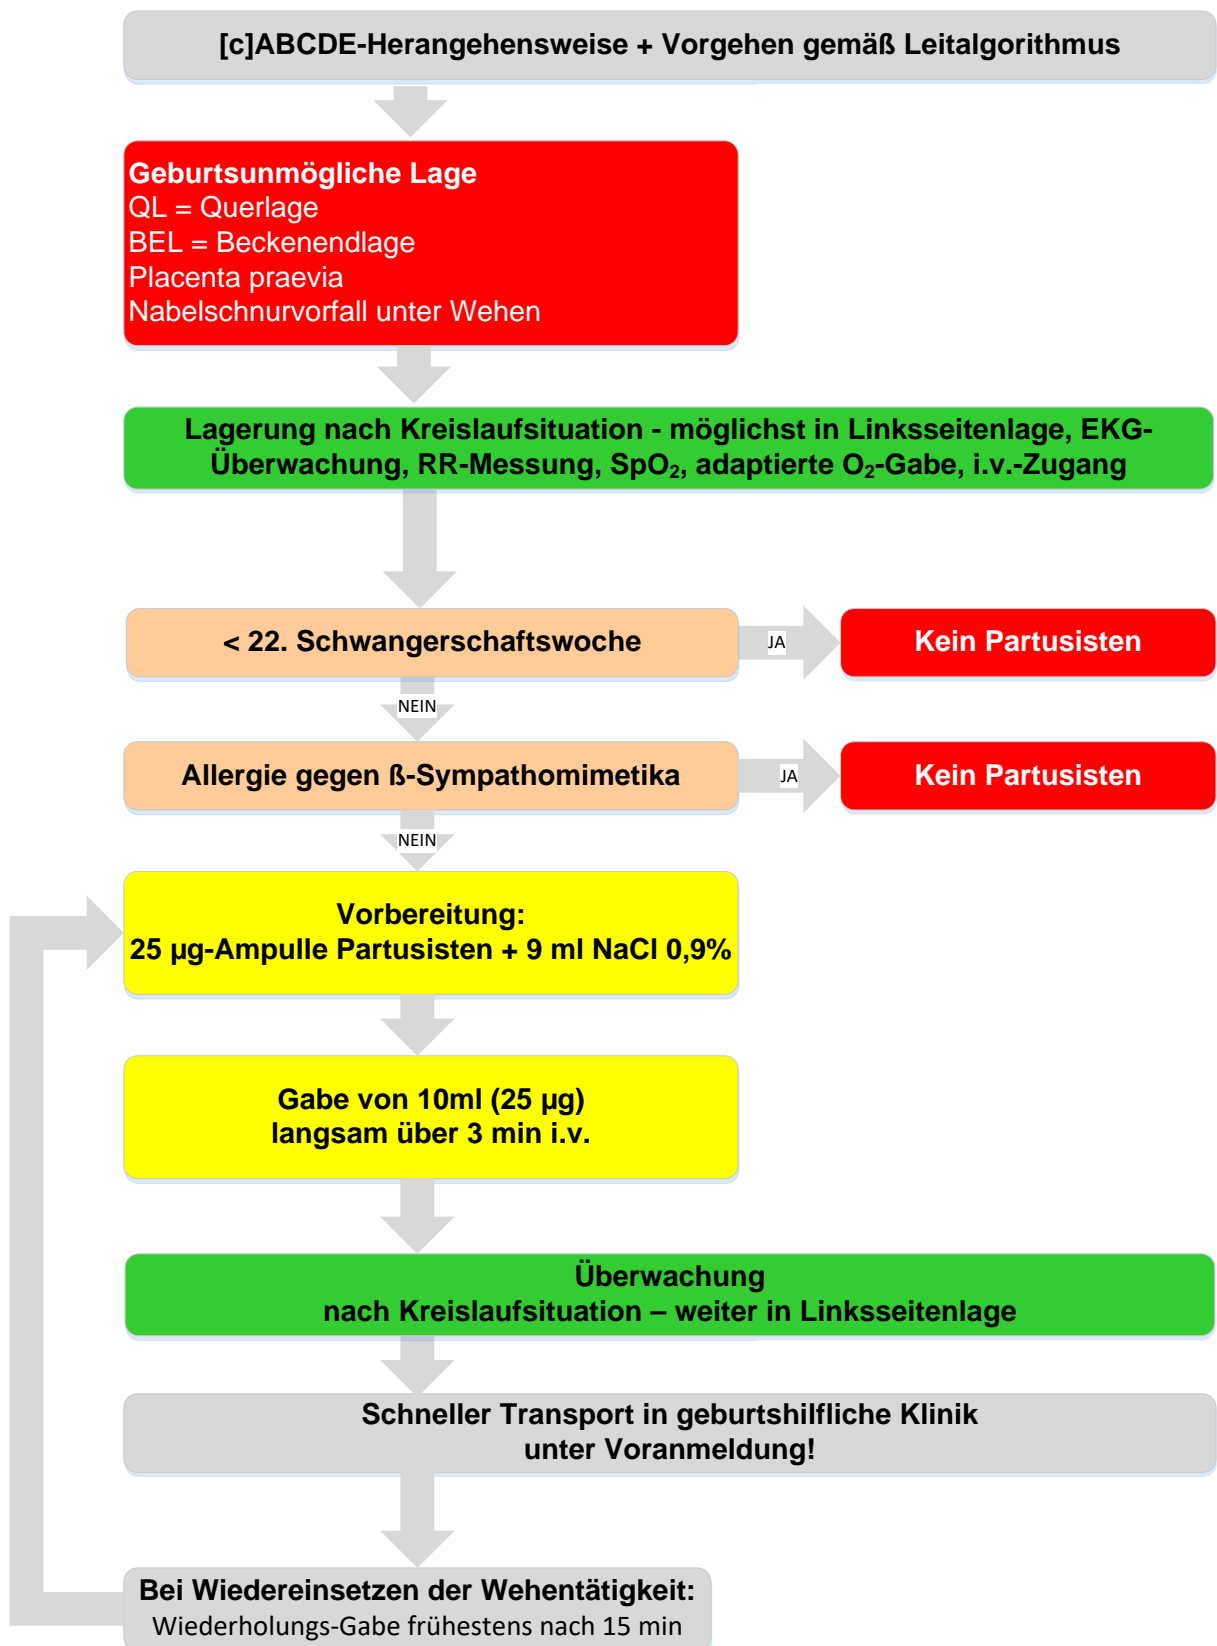 [c]ABCDE-Herangehensweise + Vorgehen gemäß Leitalgorithmus
Geburtsunmögliche Lage
QL = Querlage
BEL = Beckenendlage
Placenta praevia
Nabelschnurvorfall unter Wehen
Lagerung nach Kreislaufsituation - möglichst in Linksseitenlage, EKG-
Überwachung, RR-Messung, SpO₂, adaptierte O₂-Gabe, i.v.-Zugang
< 22. Schwangerschaftswoche
JA
Kein Partusisten
NEIN
Allergie gegen ß-Sympathomimetika
JA
Kein Partusisten
NEIN
Vorbereitung:
25 µg-Ampulle Partusisten + 9 ml NaCl 0,9%
Gabe von 10ml (25 µg)
langsam über 3 min i.v.
Überwachung
nach Kreislaufsituation – weiter in Linksseitenlage
Schneller Transport in geburtshilfliche Klinik
unter Voranmeldung!
Bei Wiedereinsetzen der Wehentätigkeit:
Wiederholungs-Gabe frühestens nach 15 min